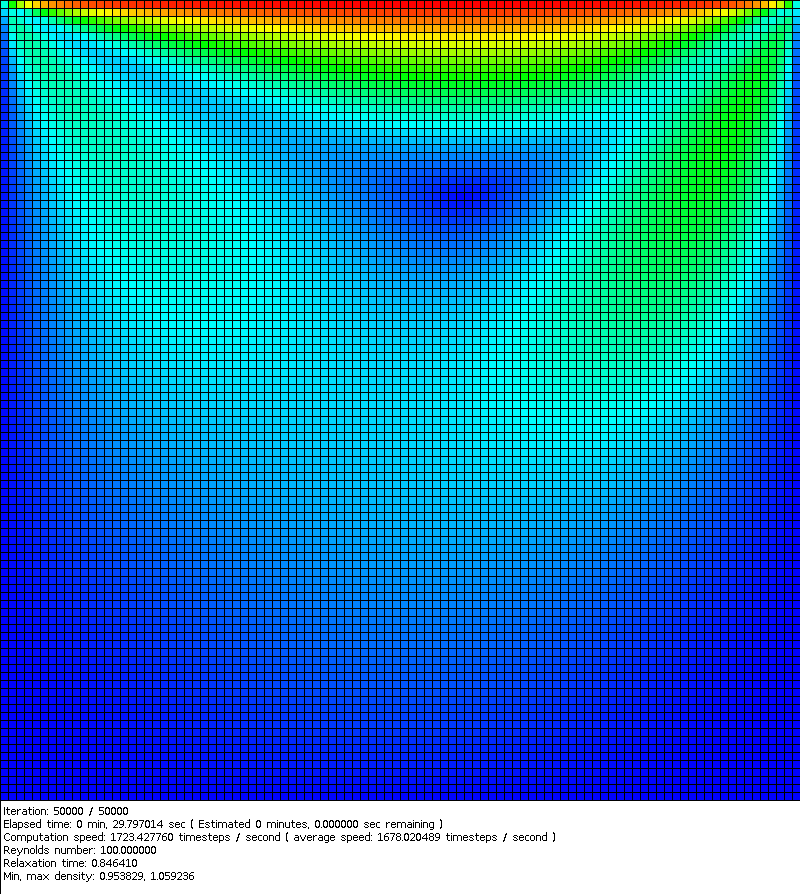 Iteration: 50000 / 50000
Elapsed time: 0 min, 29.797014 sec ( Estimated 0 minutes, 0.000000 sec remaining )
Computation speed: 1723.427760 timesteps / second ( average speed: 1678.020489 timesteps / second )
Reynolds number: 100.000000
Relaxation time: 0.846410
Min, max density: 0.953829, 1.059236